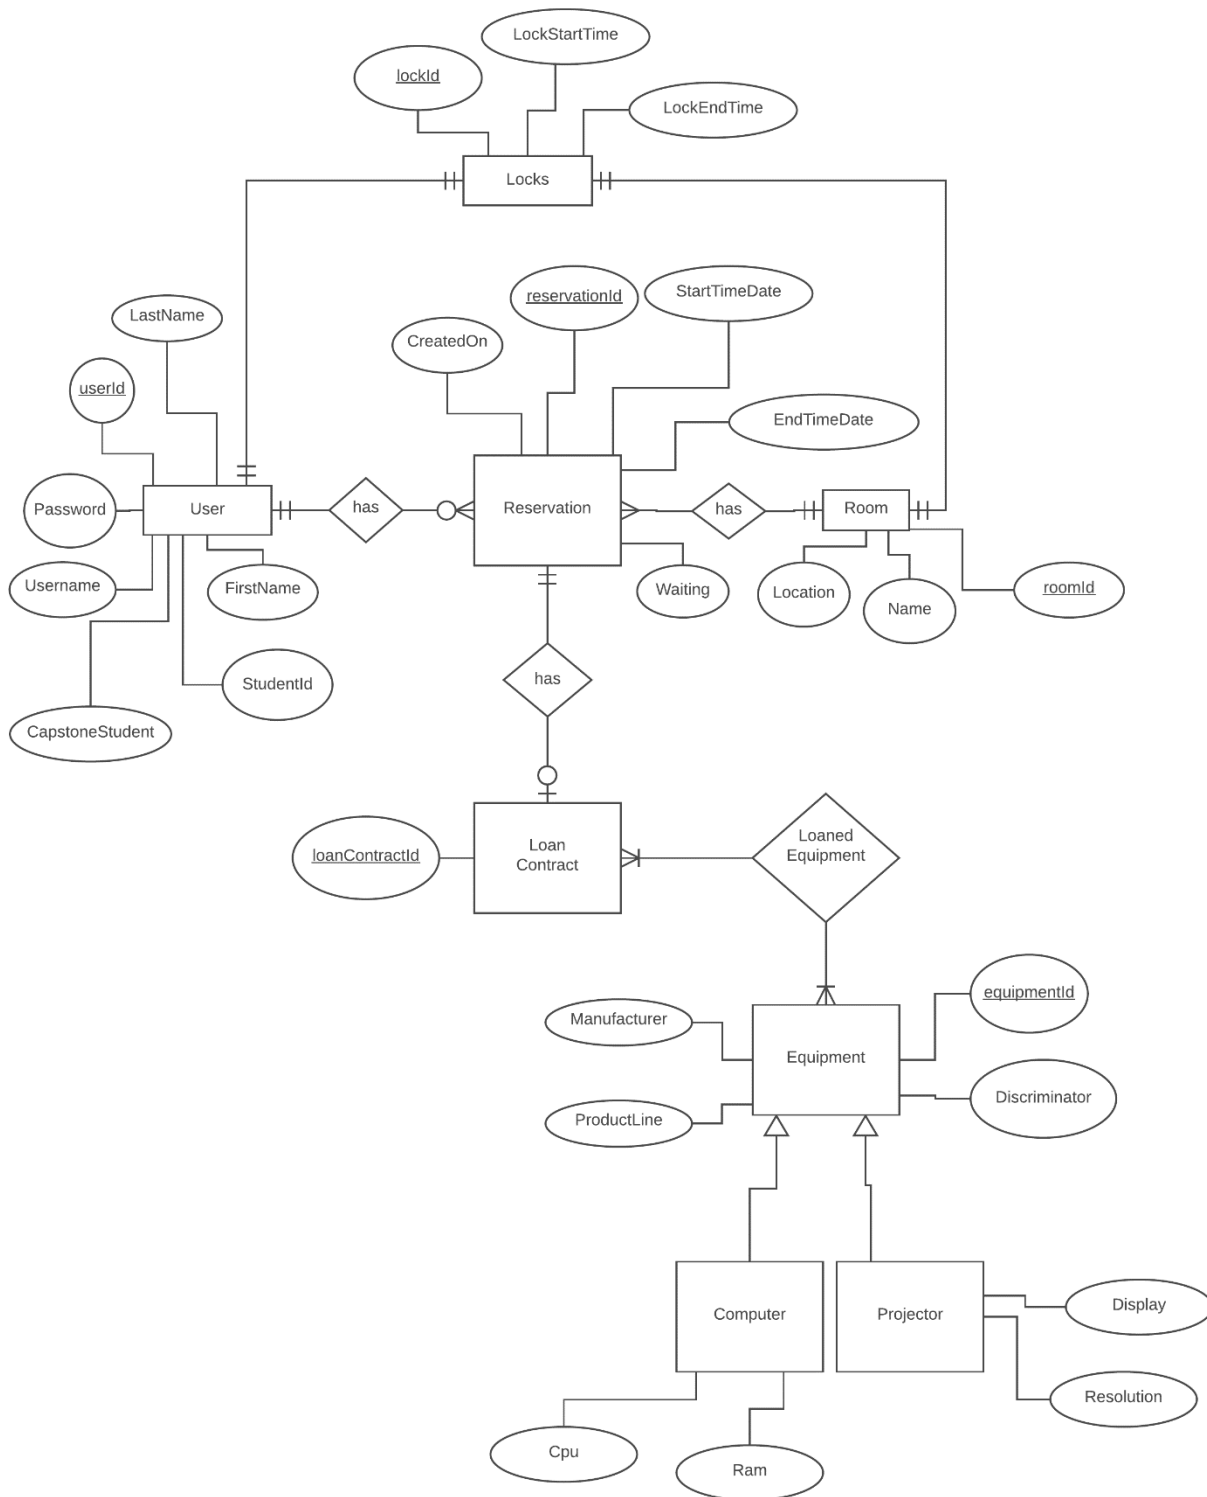 LockStartTime
lockId
LockEndTime
Locks
reservationId
StartTimeDate
LastName
CreatedOn
userId
EndTimeDate
Password
User
has
Reservation
has
Room
Username
FirstName
Waiting
Location
Name
roomId
StudentId
has
CapstoneStudent
loanContractId
Loan
Contract
Loaned
Equipment
equipmentId
Manufacturer
Equipment
Discriminator
ProductLine
Computer
Projector
Display
Resolution
Cpu
Ram